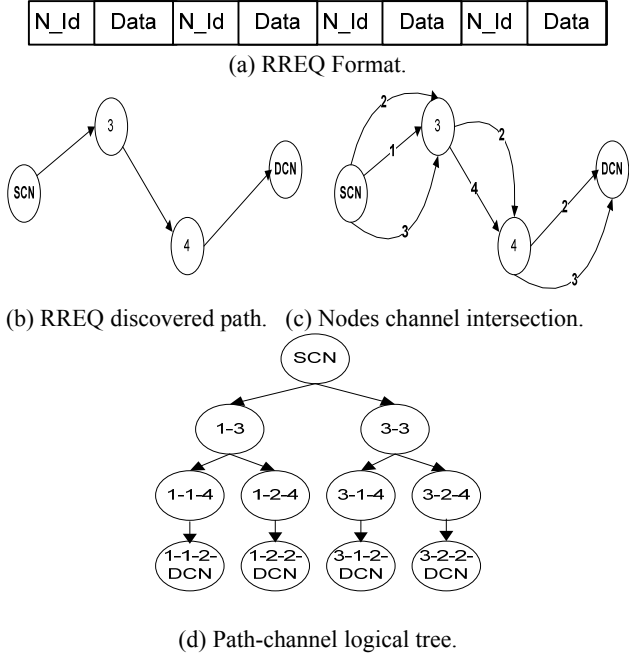 N_Id Data N_Id Data N_Id Data N_Id Data
(a) RREQ Format.
2
3
2
3
1
DCN
DCN
4
SCN
SCN
2
3
4
4
3
(b) RREQ discovered path. (c) Nodes channel intersection.
SCN
1-3 3-3
1-1-4 1-2-4 3-1-4 3-2-4
1-1-2- 1-2-2- 3-1-2- 3-2-2-
DCN DCN DCN DCN
(d) Path-channel logical tree.